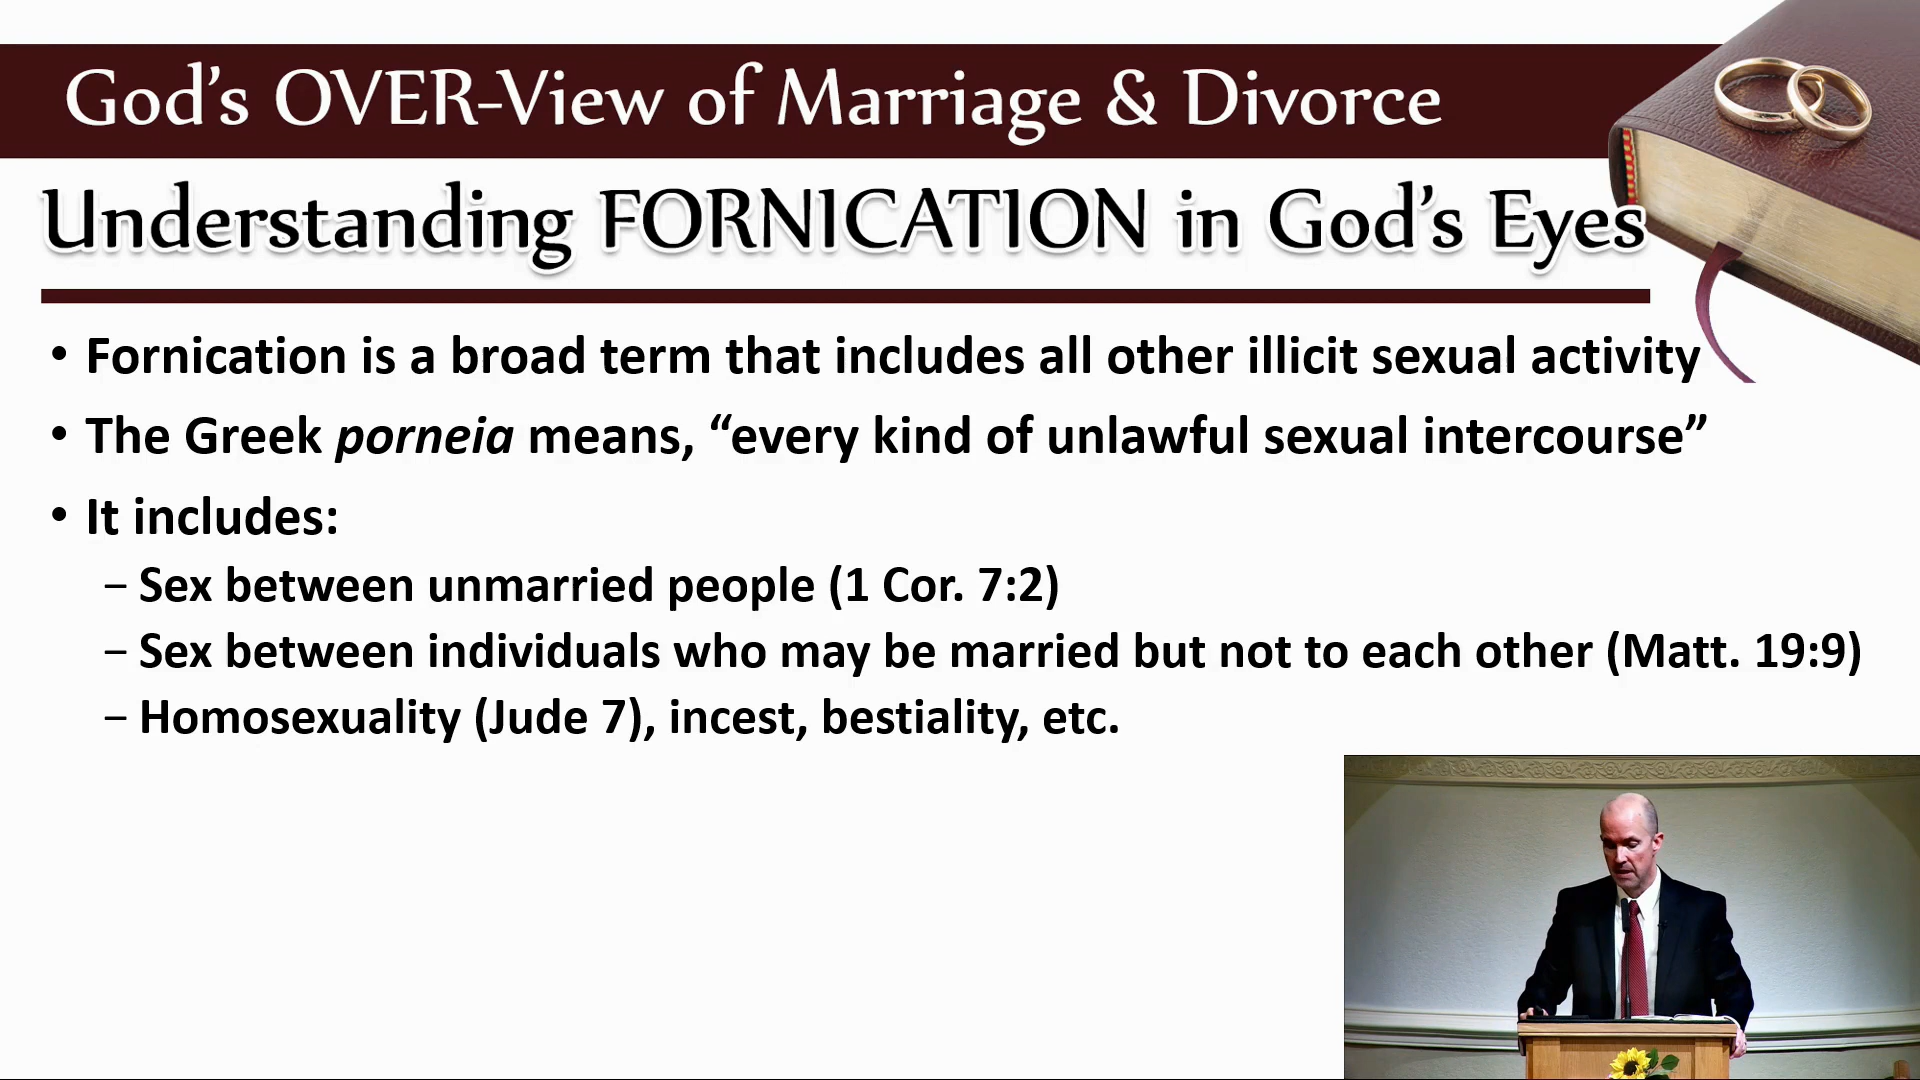 God’s OVER-View of Marriage & Divorce
Understanding FORNICATION in God’s Eyes
• Fornication is a broad term that includes all other illicit sexual activity
• The Greek porneia means, “every kind of unlawful sexual intercourse”
• It includes:
– Sex between unmarried people (1 Cor. 7:2)
– Sex between individuals who may be married but not to each other (Matt. 19:9)
– Homosexuality (Jude 7), incest, bestiality, etc.